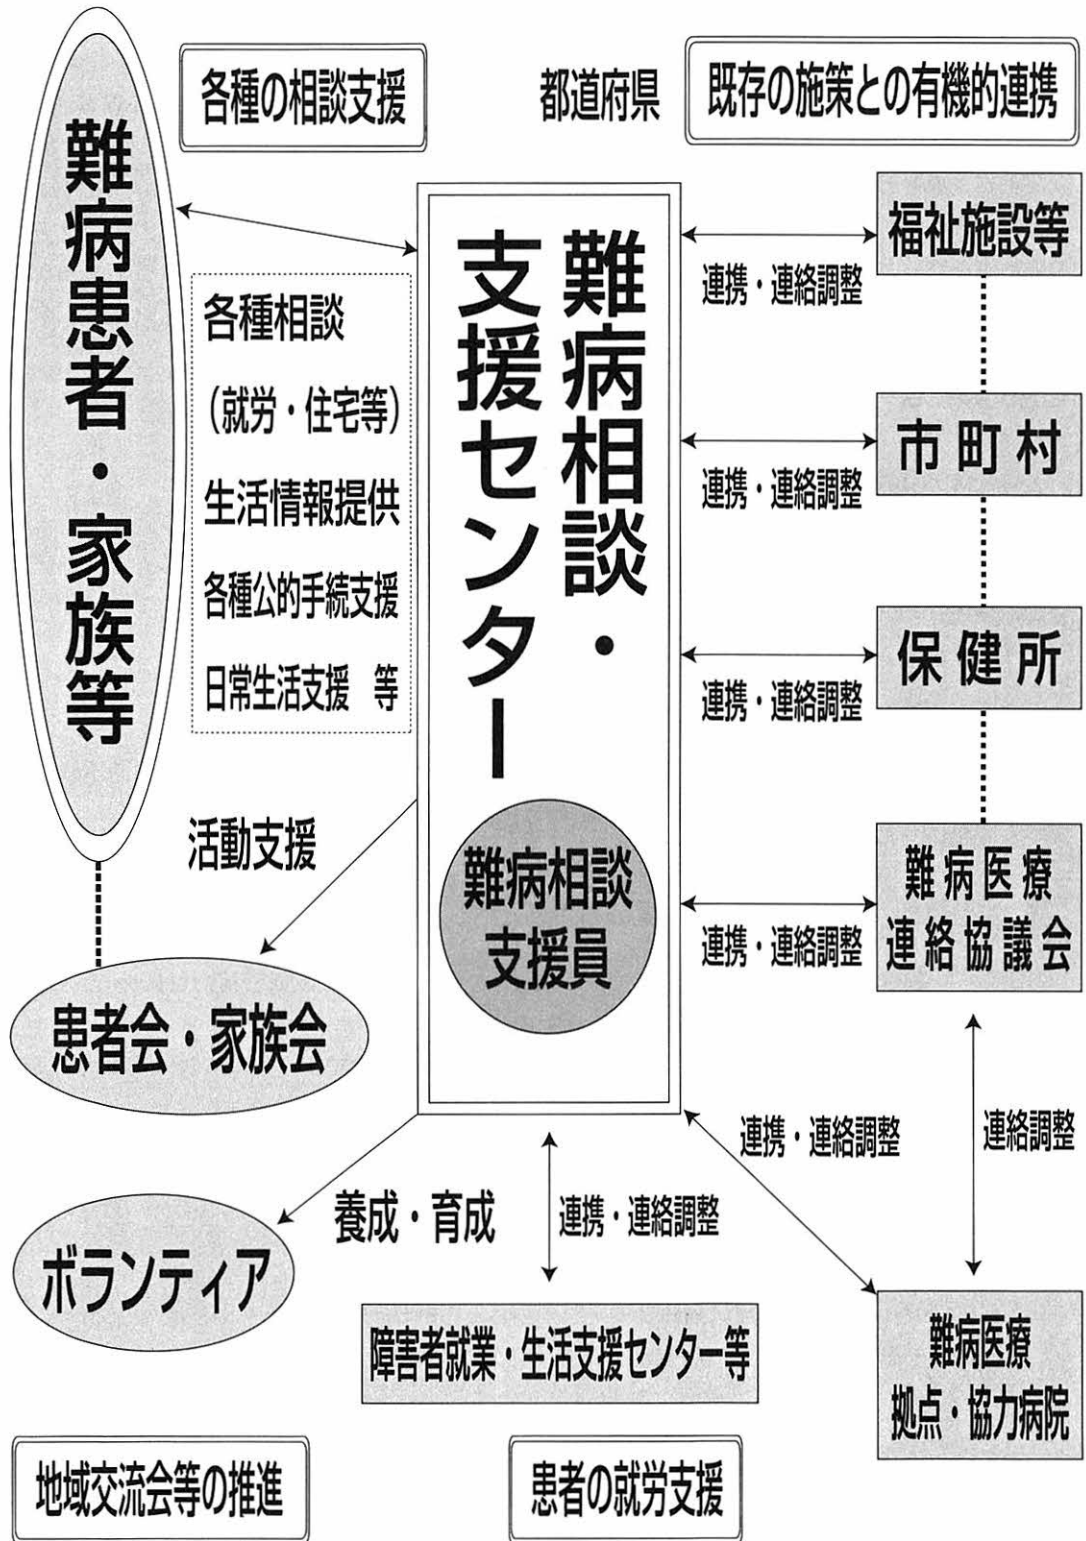 各種の相談支援
都道府県
既存の施策との有機的連携
難病患者・家族等
難病相談・
支援センター
難病相談
支援員
各種相談
（就労・住宅等）
生活情報提供
各種公的手続支援
日常生活支援　等
福祉施設等
連携・連絡調整
市町村
連携・連絡調整
保健所
連携・連絡調整
難病医療
連絡協議会
連携・連絡調整
活動支援
患者会・家族会
養成・育成
ボランティア
連携・連絡調整
障害者就業・生活支援センター等
連携・連絡調整
連絡調整
難病医療
拠点・協力病院
地域交流会等の推進
患者の就労支援